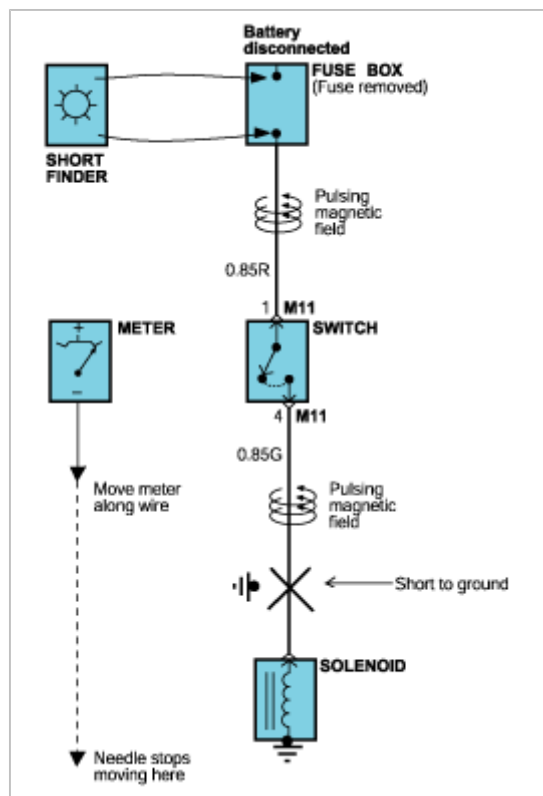 Battery
disconnected
FUSE BOX
(Fuse removed)
SHORT
FINDER
Pulsing
magnetic
field
0.85R
1 M11
METER
SWITCH
+
−
4 M11
0.85G
Move meter
along wire
Pulsing
magnetic
field
Short to ground
SOLENOID
Needle stops
moving here